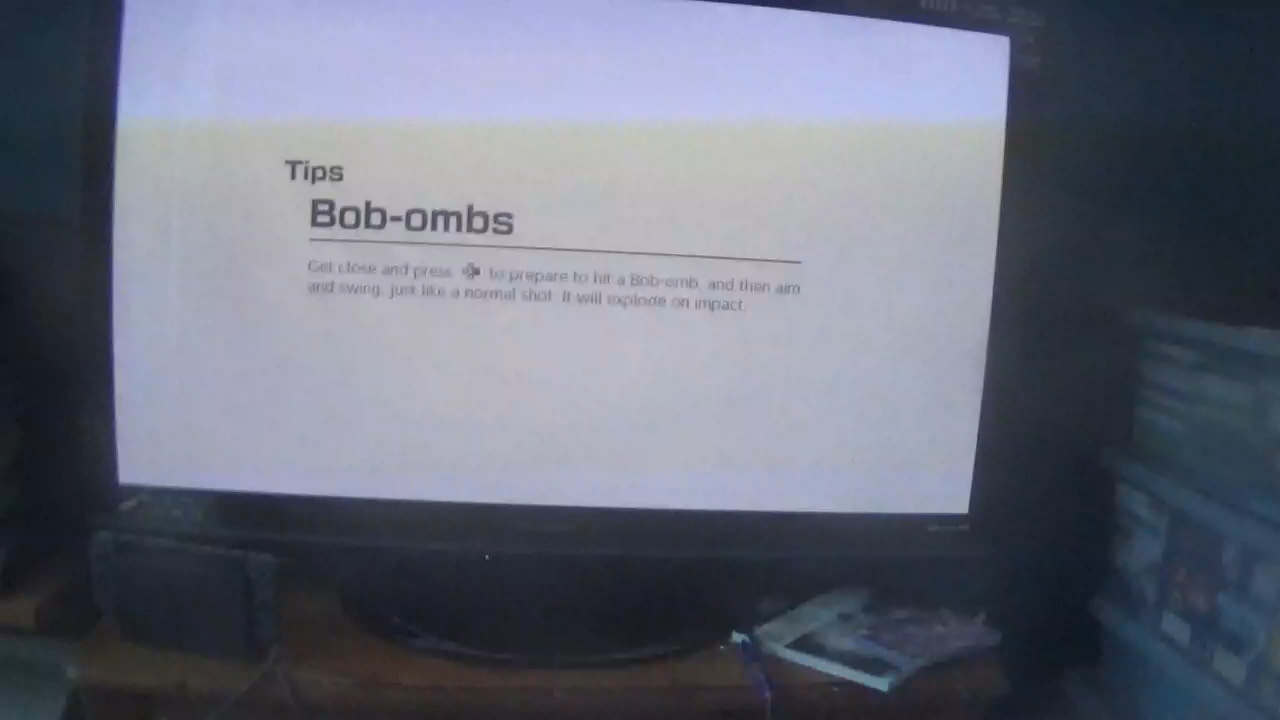 Tips
Bob-ombs
Get close and press to prepare to hit a Bob-omb, and then aim
and swing, just like a normal shot. It will explode on impact.